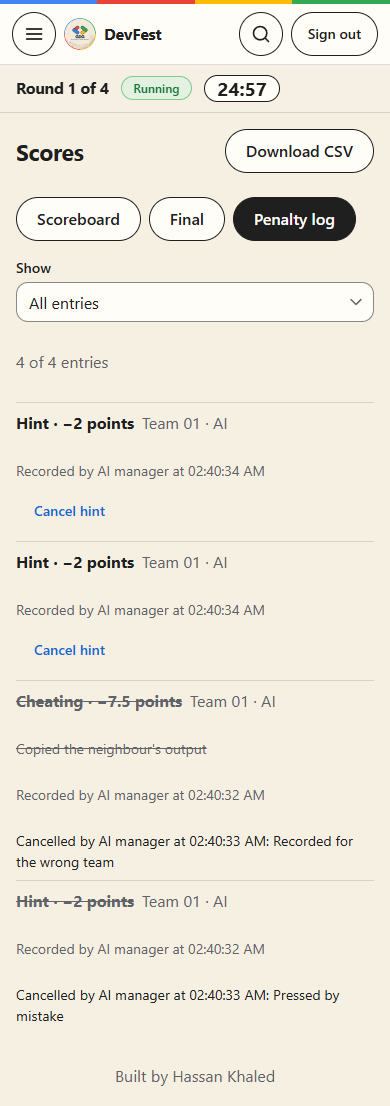 DevFest
Sign out
Round 1 of 4
Running
24:57
Scores
Download CSV
Scoreboard
Final
Penalty log
Show
All entries
4 of 4 entries
Hint · −2 points Team 01 · AI
Recorded by AI manager at 02:40:34 AM
Cancel hint
Hint · −2 points Team 01 · AI
Recorded by AI manager at 02:40:34 AM
Cancel hint
Cheating · −7.5 points Team 01 · AI
Copied the neighbour's output
Recorded by AI manager at 02:40:32 AM
Cancelled by AI manager at 02:40:33 AM: Recorded for
the wrong team
Hint · −2 points Team 01 · AI
Recorded by AI manager at 02:40:32 AM
Cancelled by AI manager at 02:40:33 AM: Pressed by
mistake
Built by Hassan Khaled